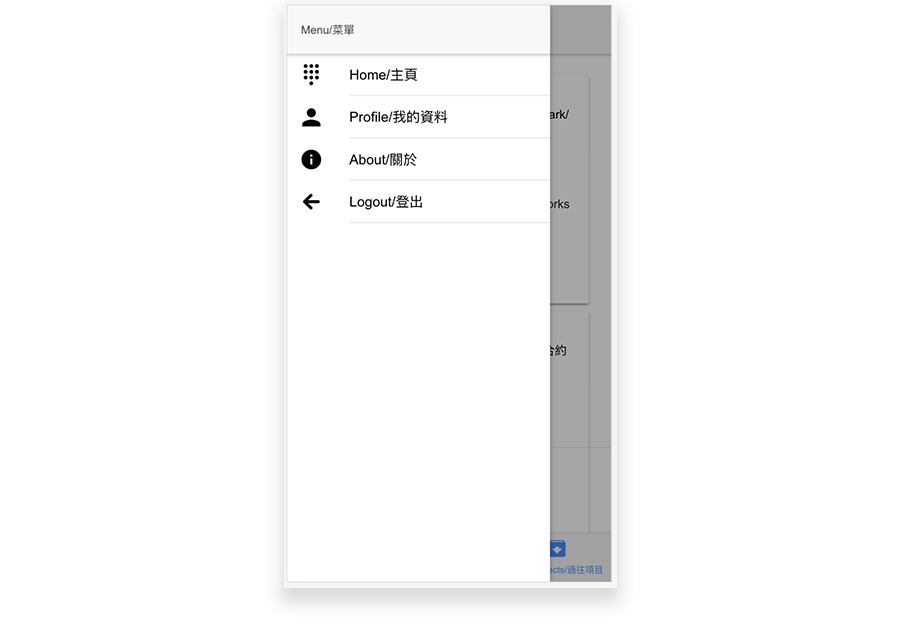 Menu/菜單
Home/主頁
Profile/我的資料
About/關於
Logout/登出
ark/
orks
合約
ects/過往項目